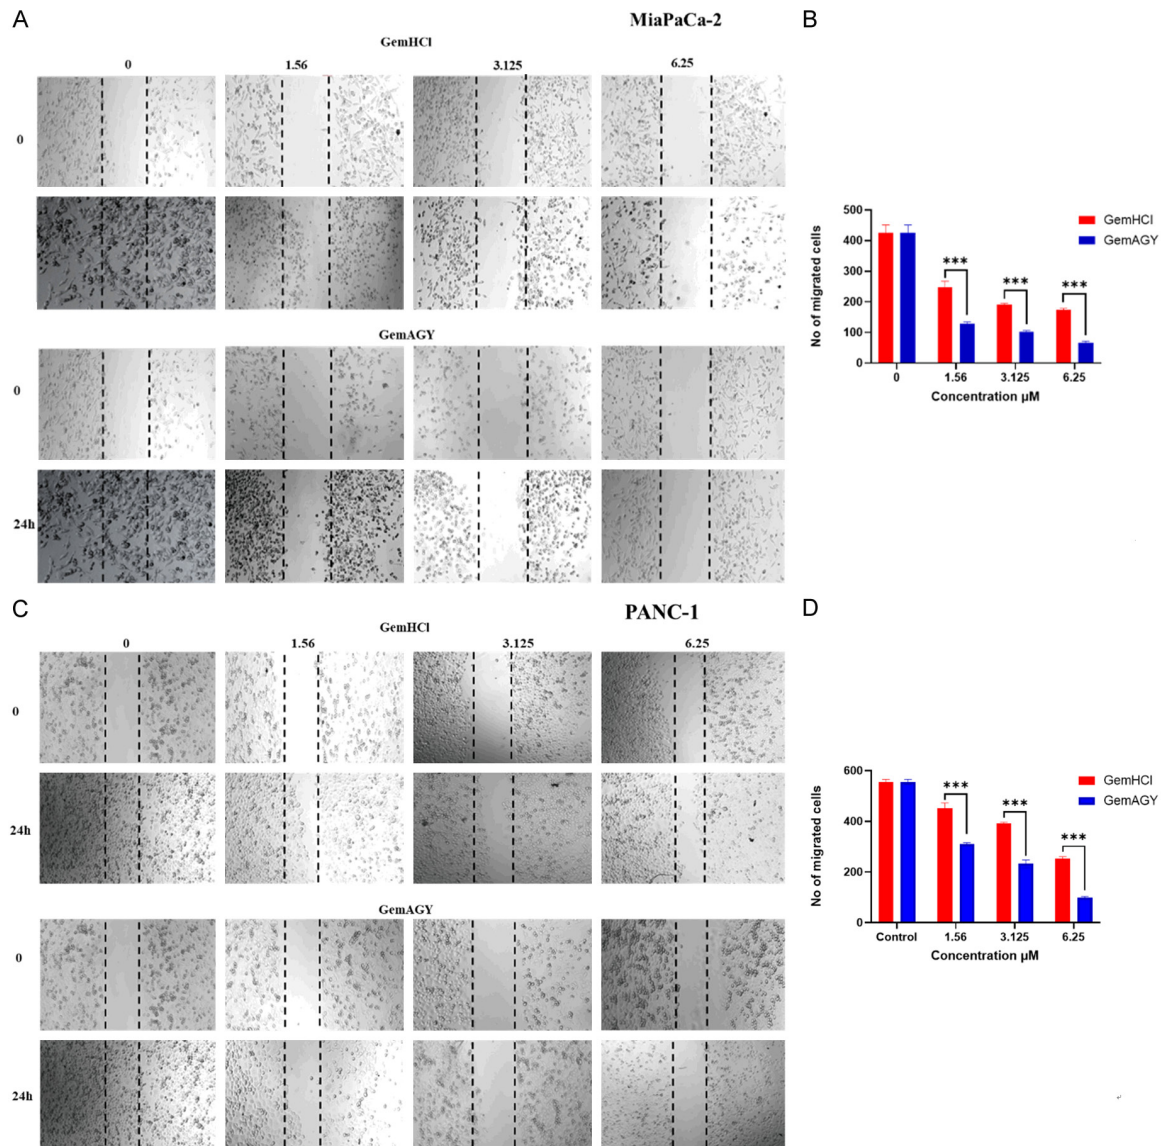 A
MiaPaCa-2
GemHCl
0 1.56 3.125 6.25
0
GemAGY
0
24h
B
500
400
300
200
100
0
No of migrated cells
GemHCl
GemAGY
*** *** ***
0 1.56 3.125 6.25
Concentration µM
C
PANC-1
GemHCl
0 1.56 3.125 6.25
0
24h
GemAGY
0
24h
D
600
400
200
0
No of migrated cells
GemHCl
GemAGY
*** *** ***
Control 1.56 3.125 6.25
Concentration µM